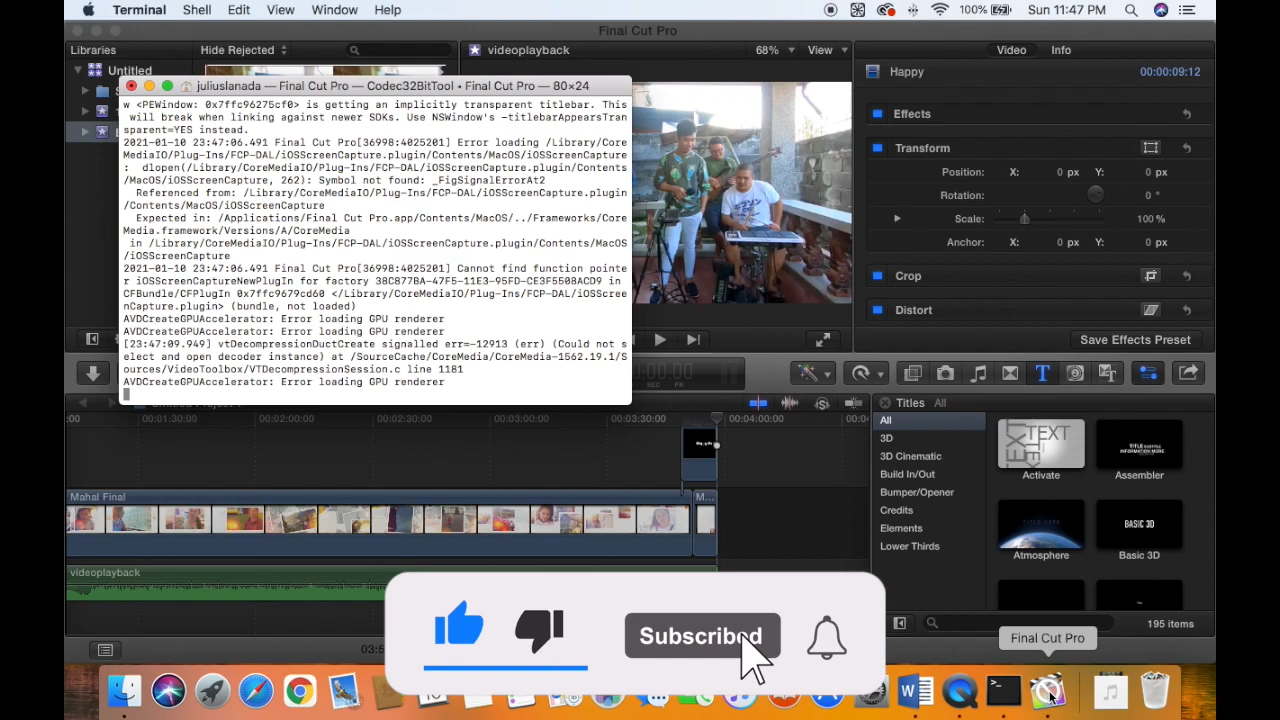 Terminal Shell Edit View Window Help
100% Sun 11:47 PM
Final Cut Pro
Libraries Hide Rejected
videoplayback 68% View
Video Info
Untitled
Happy 00:00:09:12
juliuslanada — Final Cut Pro — Codec32BitTool • Final Cut Pro — 80×24
w <PEWindow: 0x7ffc96275cf0> is getting an implicitly transparent titlebar. This
will break when linking against newer SDKs. Use NSWindow's -titlebarAppearsTran
sparent=YES instead.
2021-01-10 23:47:06.491 Final Cut Pro[36998:4025201] Error loading /Library/Core
MediaIO/Plug-Ins/FCP-DAL/iOSScreenCapture.plugin/Contents/MacOS/iOSScreenCapture
: dlopen(/Library/CoreMediaIO/Plug-Ins/FCP-DAL/iOSScreenCapture.plugin/Contents
/MacOS/iOSScreenCapture, 262): Symbol not found: _FigSignalErrorAt2
Referenced from: /Library/CoreMediaIO/Plug-Ins/FCP-DAL/iOSScreenCapture.plugin
/Contents/MacOS/iOSScreenCapture
Expected in: /Applications/Final Cut Pro.app/Contents/MacOS/../Frameworks/Core
Media.framework/Versions/A/CoreMedia
in /Library/CoreMediaIO/Plug-Ins/FCP-DAL/iOSScreenCapture.plugin/Contents/MacOS
/iOSScreenCapture
2021-01-10 23:47:06.491 Final Cut Pro[36998:4025201] Cannot find function pointe
r iOSScreenCaptureNewPlugIn for factory 38C877BA-47F5-11E3-95FD-CE3F5508ACD9 in
CFBundle/CFPlugIn 0x7ffc9679cd60 </Library/CoreMediaIO/Plug-Ins/FCP-DAL/iOSScree
nCapture.plugin> (bundle, not loaded)
AVDCreateGPUAccelerator: Error loading GPU renderer
AVDCreateGPUAccelerator: Error loading GPU renderer
[23:47:09.949] vtDecompressionDuctCreate signalled err=-12913 (err) (Could not s
elect and open decoder instance) at /SourceCache/CoreMedia/CoreMedia-1562.19.1/S
ources/VideoToolbox/VTDecompressionSession.c line 1181
AVDCreateGPUAccelerator: Error loading GPU renderer
Effects
Transform
Position: X: 0 px Y: 0 px
Rotation: 0 °
Scale: 100 %
Anchor: X: 0 px Y: 0 px
Crop
Distort
Save Effects Preset
Titles All
:00 00:01:30:00 00:02:00:00 00:02:30:00 00:03:00:00 00:03:30:00 00:04:00:00
All
3D
3D Cinematic
Build In/Out
Bumper/Opener
Credits
Elements
Lower Thirds
TEXT
Activate
Assembler
TITLE HERE
Atmosphere
BASIC 3D
Basic 3D
Mahal Final M...
videoplayback
195 items
Final Cut Pro
Subscribed